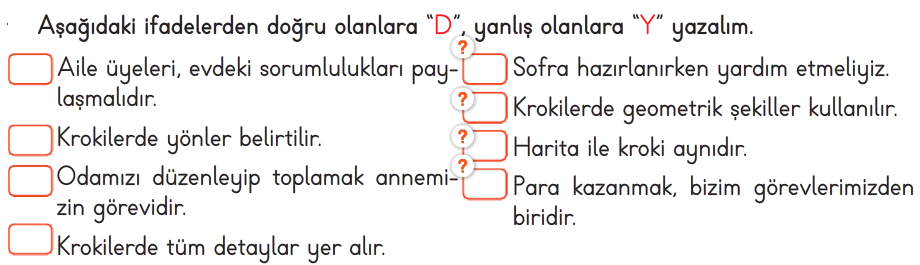 Aşağıdaki ifadelerden doğru olanlara “D”, yanlış olanlara “Y” yazalım.
Aile üyeleri, evdeki sorumlulukları pay-
laşmalıdır.
Krokilerde yönler belirtilir.
Odamızı düzenleyip toplamak annemi-
zin görevidir.
Krokilerde tüm detaylar yer alır.
?
Sofra hazırlanırken yardım etmeliyiz.
?
Krokilerde geometrik şekiller kullanılır.
?
Harita ile kroki aynıdır.
?
Para kazanmak, bizim görevlerimizden
biridir.